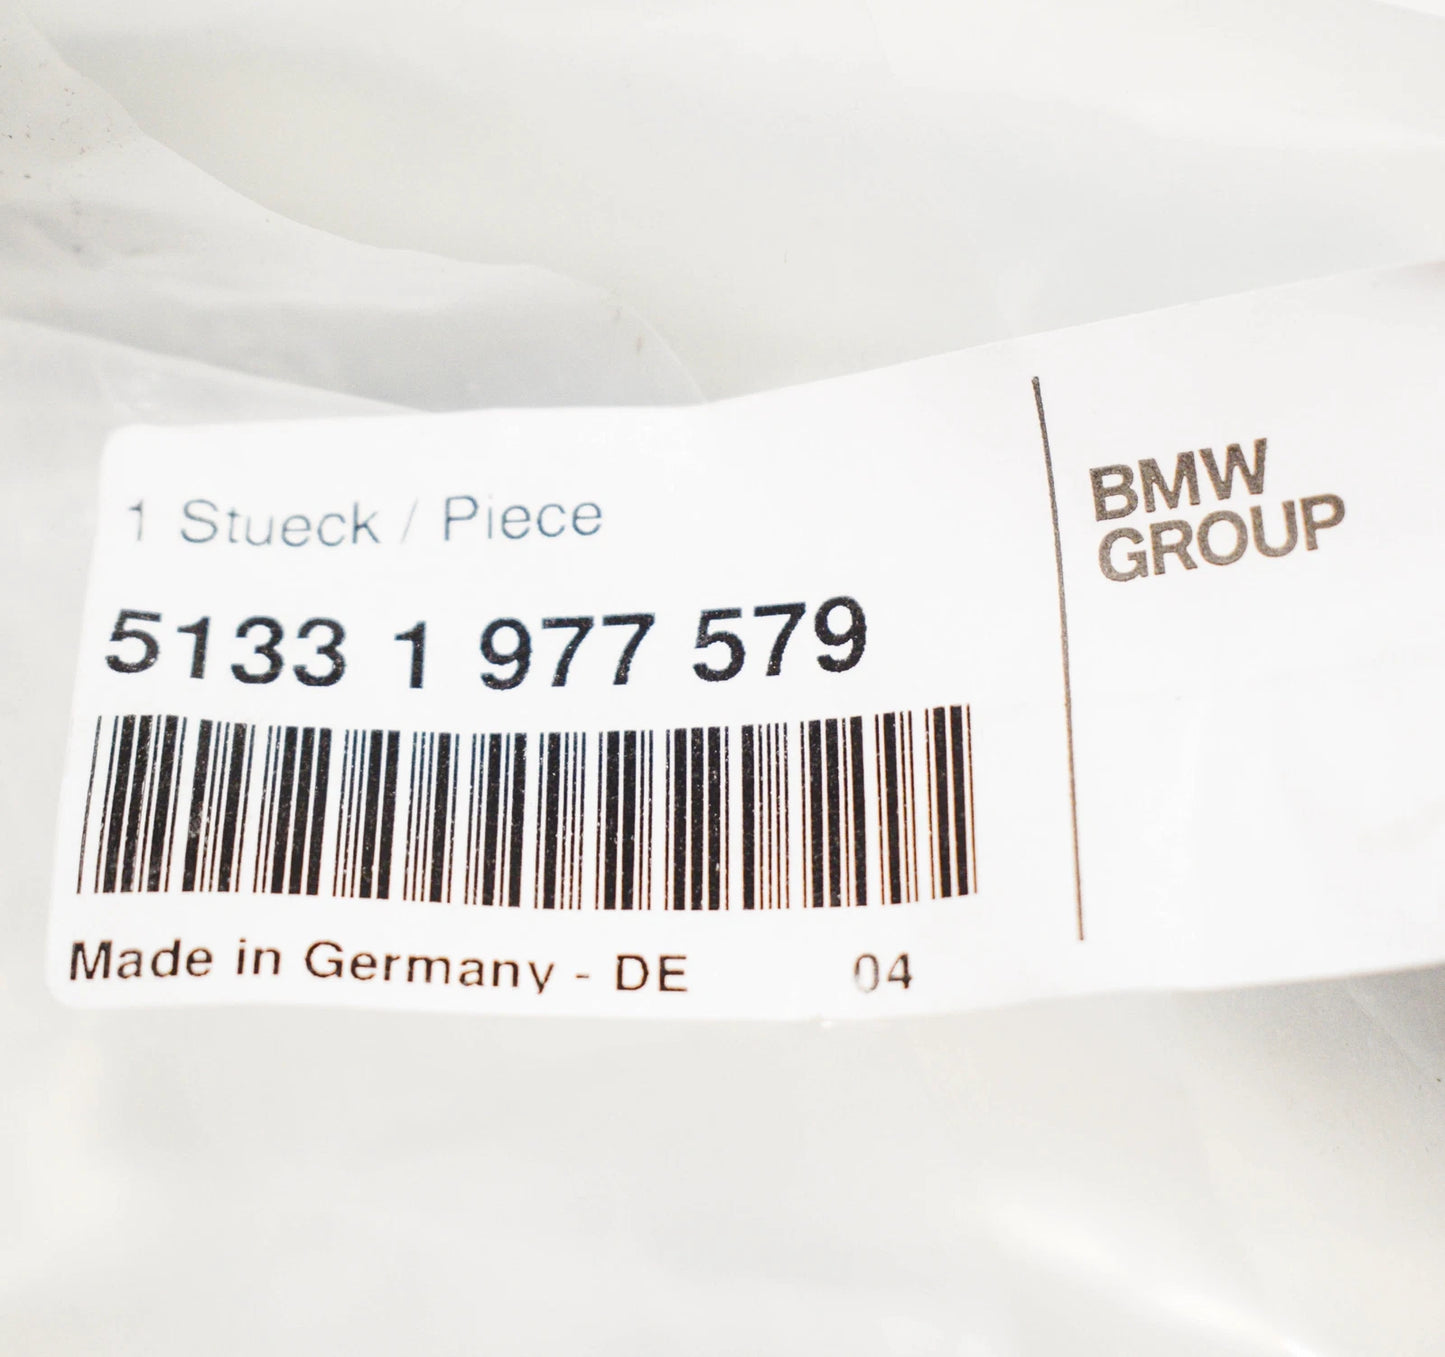 1 Stueck / Piece
5133 1 977 579
Made in Germany - DE 04
BMW
GROUP